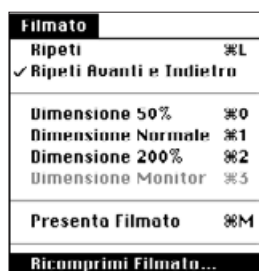 Filmato
Ripeti ⌘L
✓ Ripeti Avanti e Indietro
Dimensione 50% ⌘0
Dimensione Normale ⌘1
Dimensione 200% ⌘2
Dimensione Monitor ⌘3
Presenta Filmato ⌘M
Ricomprimi Filmato...